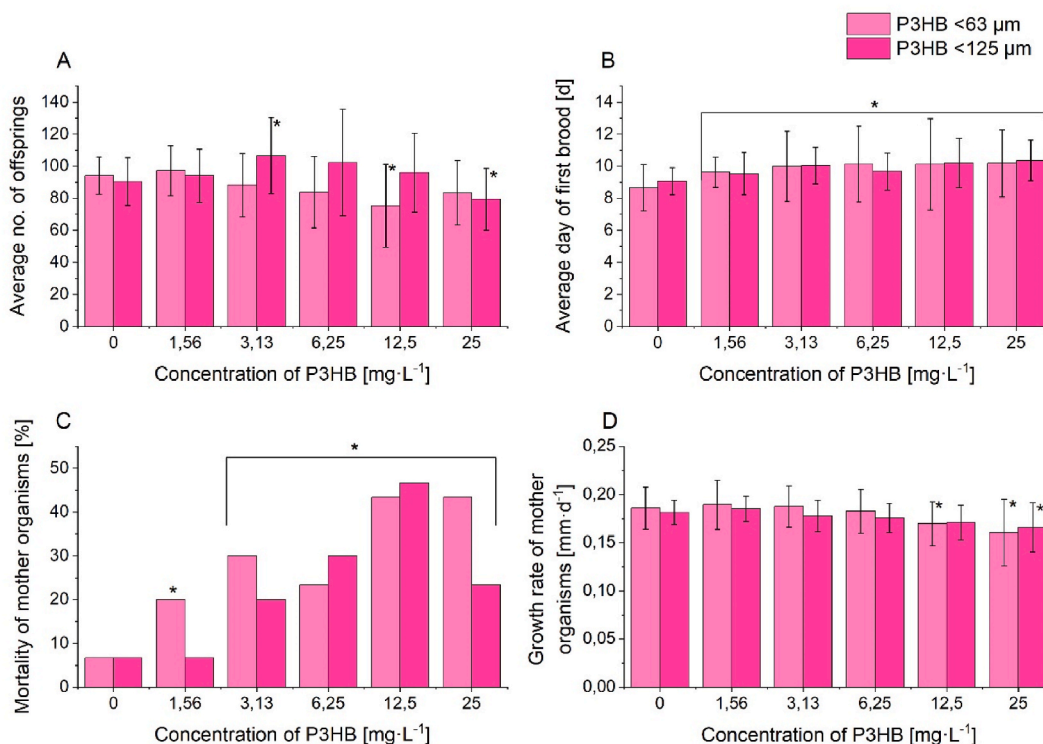 P3HB <63 μm
P3HB <125 μm
A
Average no. of offsprings
140
120
100
80
60
40
20
0
*
*
*
0 1,56 3,13 6,25 12,5 25
Concentration of P3HB [mg·L⁻¹]
B
Average day of first brood [d]
14
12
10
8
6
4
2
0
*
0 1,56 3,13 6,25 12,5 25
Concentration of P3HB [mg·L⁻¹]
C
Mortality of mother organisms [%]
50
40
30
20
10
0
*
*
0 1,56 3,13 6,25 12,5 25
Concentration of P3HB [mg·L⁻¹]
D
Growth rate of mother
organisms [mm·d⁻¹]
0,25
0,20
0,15
0,10
0,05
0,00
*
*
*
0 1,56 3,13 6,25 12,5 25
Concentration of P3HB [mg·L⁻¹]